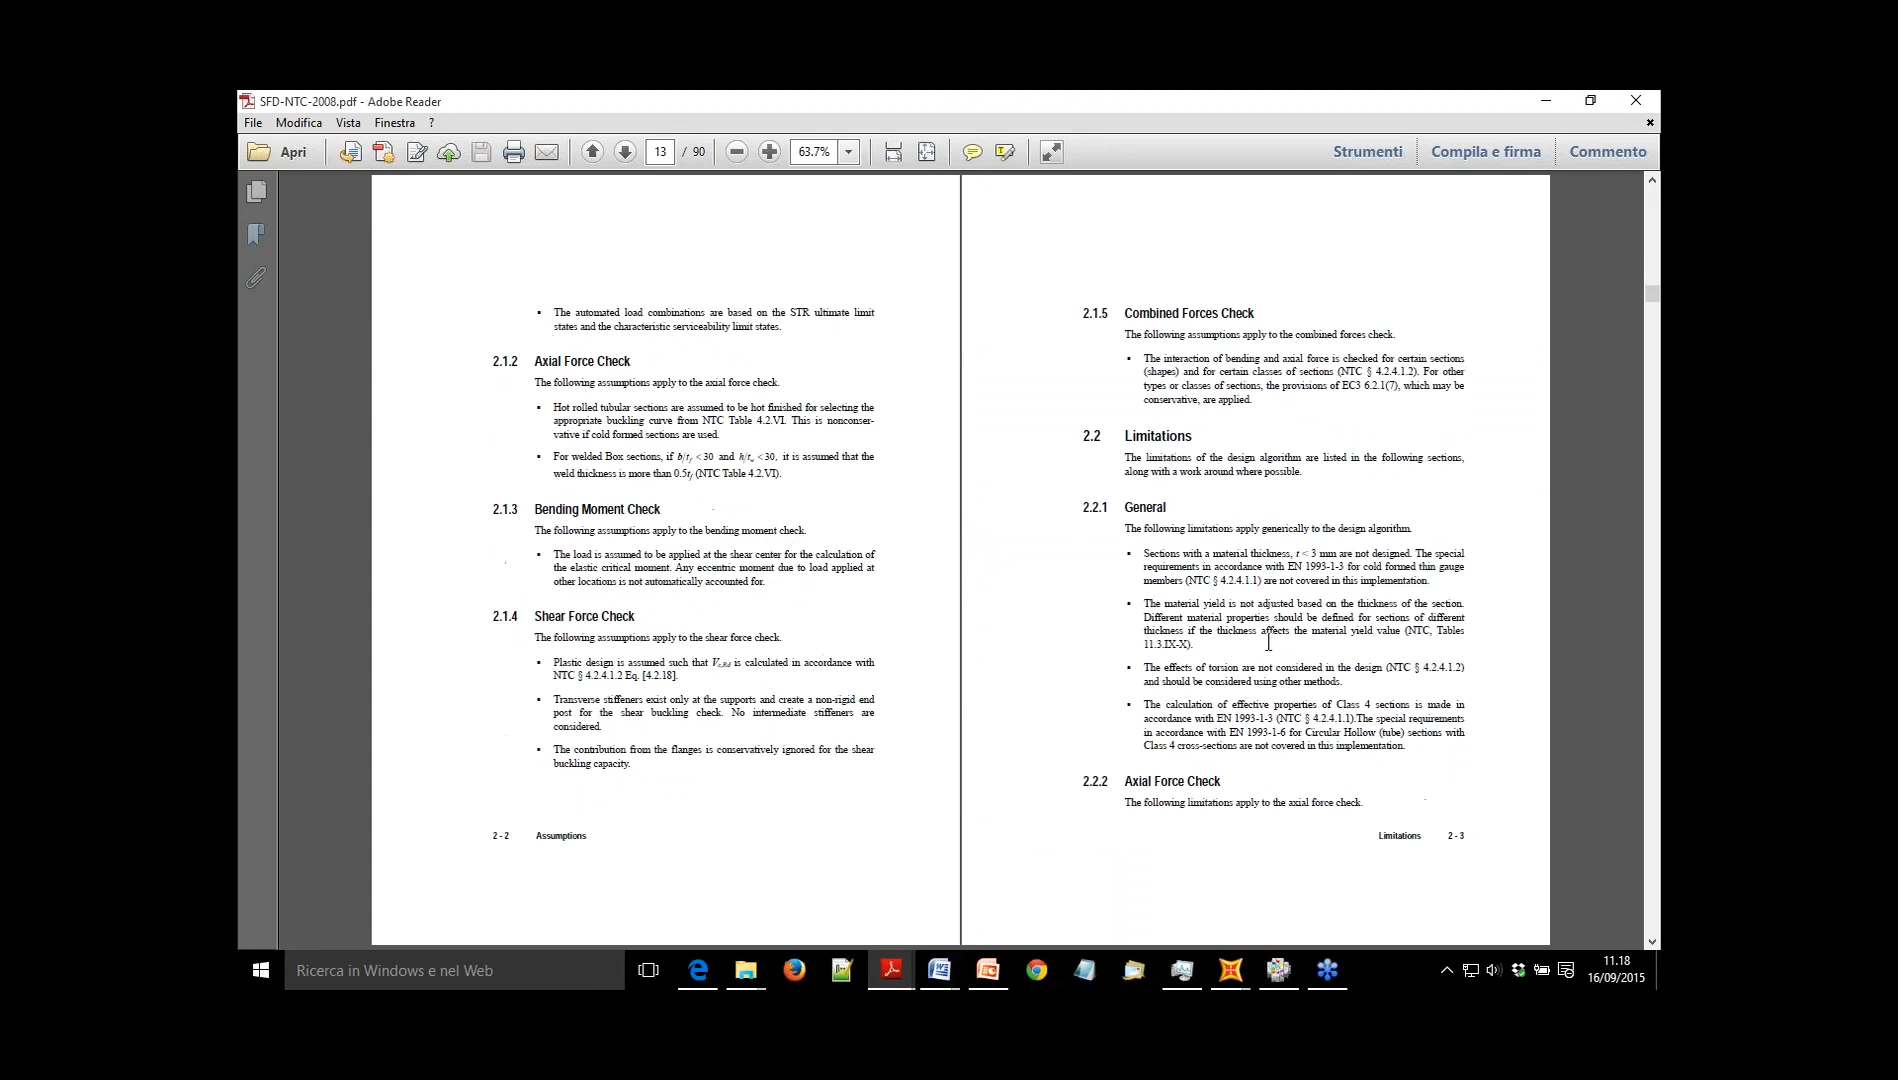 SFD-NTC-2008.pdf - Adobe Reader
File Modifica Vista Finestra ?
Apri 13 / 90 63.7% Strumenti Compila e firma Commento
▪ The automated load combinations are based on the STR ultimate limit
states and the characteristic serviceability limit states.
2.1.2 Axial Force Check
The following assumptions apply to the axial force check.
▪ Hot rolled tubular sections are assumed to be hot finished for selecting the
appropriate buckling curve from NTC Table 4.2.VI. This is nonconser-
vative if cold formed sections are used.
▪ For welded Box sections, if b/tf <30 and h/tw <30, it is assumed that the
weld thickness is more than 0.5tf (NTC Table 4.2.VI).
2.1.3 Bending Moment Check
The following assumptions apply to the bending moment check.
▪ The load is assumed to be applied at the shear center for the calculation of
the elastic critical moment. Any eccentric moment due to load applied at
other locations is not automatically accounted for.
2.1.4 Shear Force Check
The following assumptions apply to the shear force check.
▪ Plastic design is assumed such that Vc,Rd is calculated in accordance with
NTC § 4.2.4.1.2 Eq. [4.2.18].
▪ Transverse stiffeners exist only at the supports and create a non-rigid end
post for the shear buckling check. No intermediate stiffeners are
considered.
▪ The contribution from the flanges is conservatively ignored for the shear
buckling capacity.
2 - 2 Assumptions
2.1.5 Combined Forces Check
The following assumptions apply to the combined forces check.
▪ The interaction of bending and axial force is checked for certain sections
(shapes) and for certain classes of sections (NTC § 4.2.4.1.2). For other
types or classes of sections, the provisions of EC3 6.2.1(7), which may be
conservative, are applied.
2.2 Limitations
The limitations of the design algorithm are listed in the following sections,
along with a work around where possible.
2.2.1 General
The following limitations apply generically to the design algorithm.
▪ Sections with a material thickness, t < 3 mm are not designed. The special
requirements in accordance with EN 1993-1-3 for cold formed thin gauge
members (NTC § 4.2.4.1.1) are not covered in this implementation.
▪ The material yield is not adjusted based on the thickness of the section.
Different material properties should be defined for sections of different
thickness if the thickness affects the material yield value (NTC, Tables
11.3.IX-X).
▪ The effects of torsion are not considered in the design (NTC § 4.2.4.1.2)
and should be considered using other methods.
▪ The calculation of effective properties of Class 4 sections is made in
accordance with EN 1993-1-3 (NTC § 4.2.4.1.1).The special requirements
in accordance with EN 1993-1-6 for Circular Hollow (tube) sections with
Class 4 cross-sections are not covered in this implementation.
2.2.2 Axial Force Check
The following limitations apply to the axial force check.
Limitations 2 - 3
Ricerca in Windows e nel Web
11.18
16/09/2015